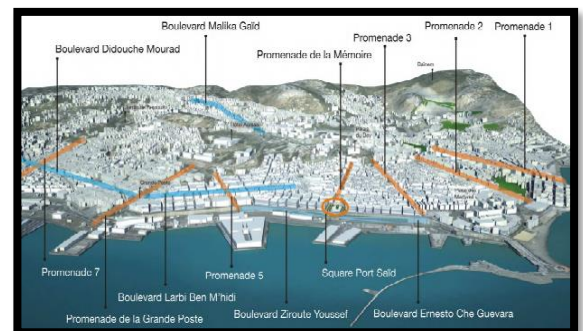 Boulevard Malika Gaïd
Promenade 2
Promenade 1
Promenade 3
Boulevard Didouche Mourad
Promenade de la Mémoire
Grande Poste
Promenade 7
Promenade 5
Square Port Saïd
Boulevard Larbi Ben M'hidi
Promenade de la Grande Poste
Boulevard Ziroute Youssef
Boulevard Ernesto Che Guevara